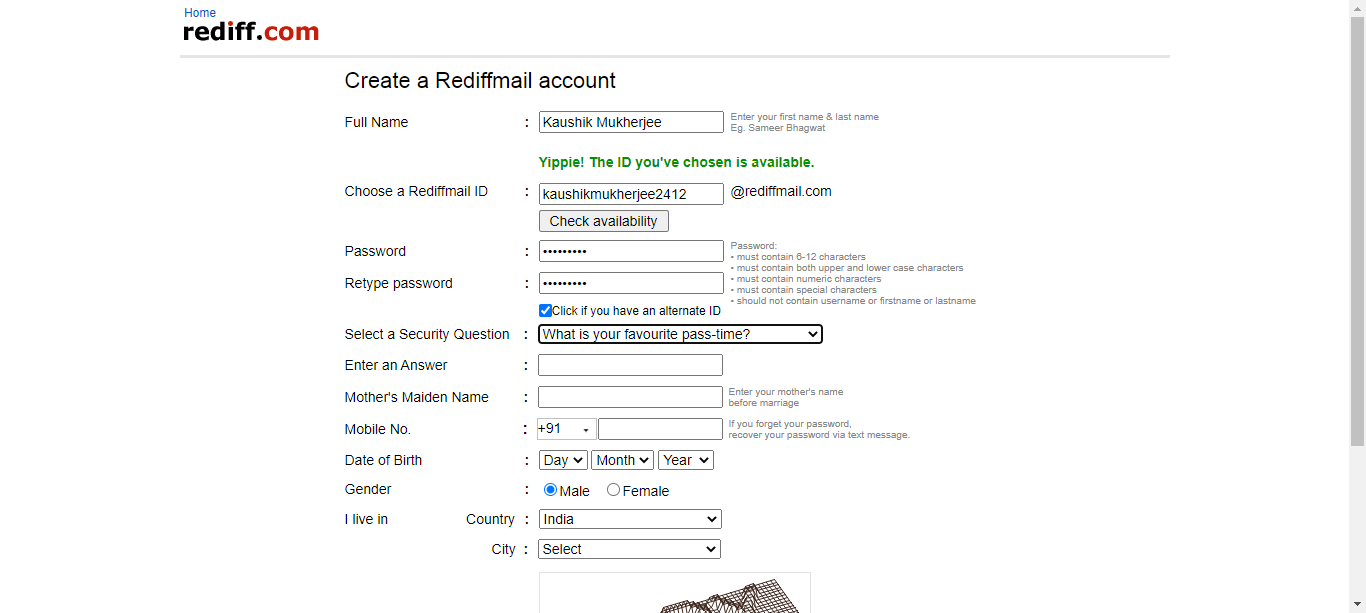 Home
rediff.com
Create a Rediffmail account
Full Name : Kaushik Mukherjee Enter your first name & last name
Eg. Sameer Bhagwat
Yippie! The ID you've chosen is available.
Choose a Rediffmail ID : kaushikmukherjee2412 @rediffmail.com
Check availability
Password : ••••••••• Password:
• must contain 6-12 characters
• must contain both upper and lower case characters
• must contain numeric characters
• must contain special characters
• should not contain username or firstname or lastname
Retype password : •••••••••
Click if you have an alternate ID
Select a Security Question : What is your favourite pass-time?
Enter an Answer :
Mother's Maiden Name : Enter your mother's name
before marriage
Mobile No. : +91 If you forget your password,
recover your password via text message.
Date of Birth : Day Month Year
Gender : Male Female
I live in Country : India
City : Select